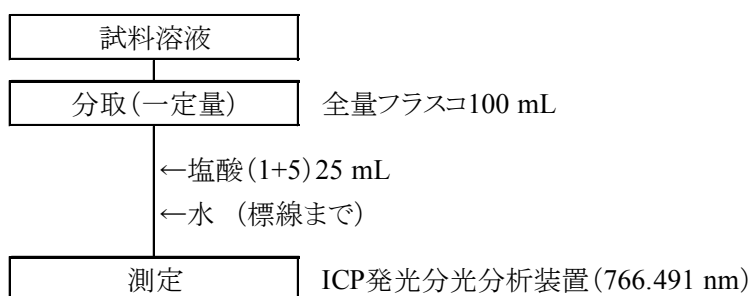 試料溶液
分取(一定量) 全量フラスコ100 mL
←塩酸(1+5)25 mL
←水 (標線まで)
測定 ICP発光分光分析装置(766.491 nm)